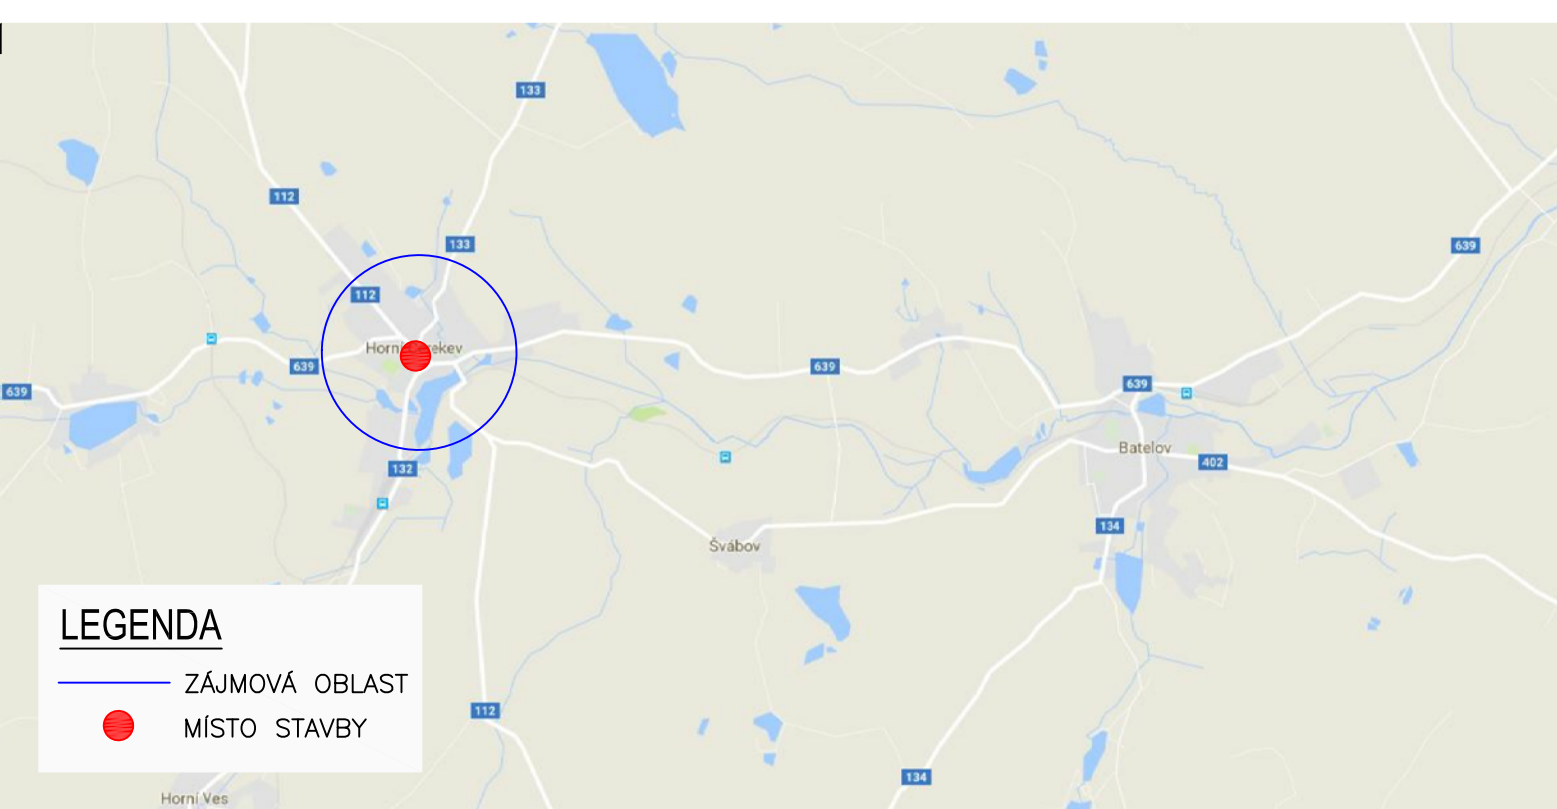 133
112
133
639
112
Horní Cerekev
639
639
639
639
Batelov
402
132
134
Švábov
LEGENDA
ZÁJMOVÁ OBLAST
MÍSTO STAVBY
112
134
Horní Ves